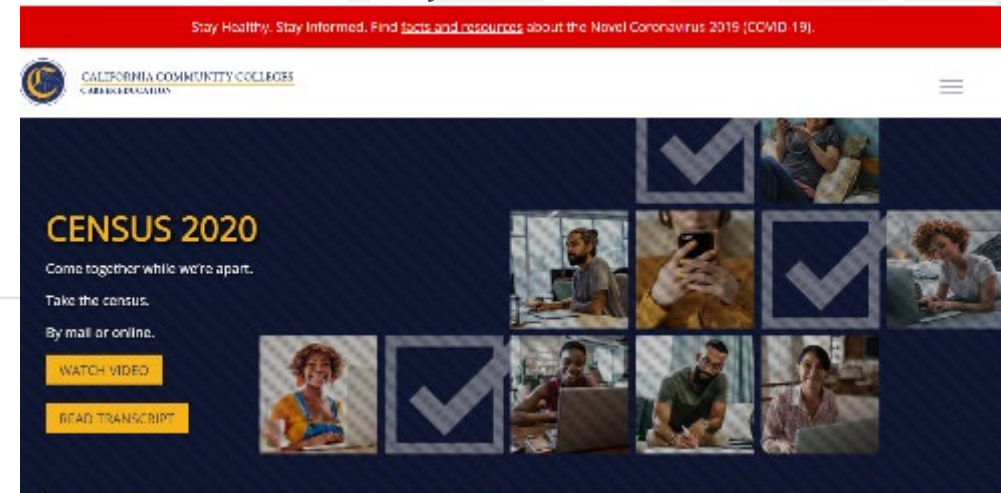 Stay Healthy. Stay Informed. Find facts and resources about the Novel Coronavirus 2019 (COVID-19).
CALIFORNIA COMMUNITY COLLEGES
CAREER EDUCATION
CENSUS 2020
Come together while we're apart.
Take the census.
By mail or online.
WATCH VIDEO
READ TRANSCRIPT